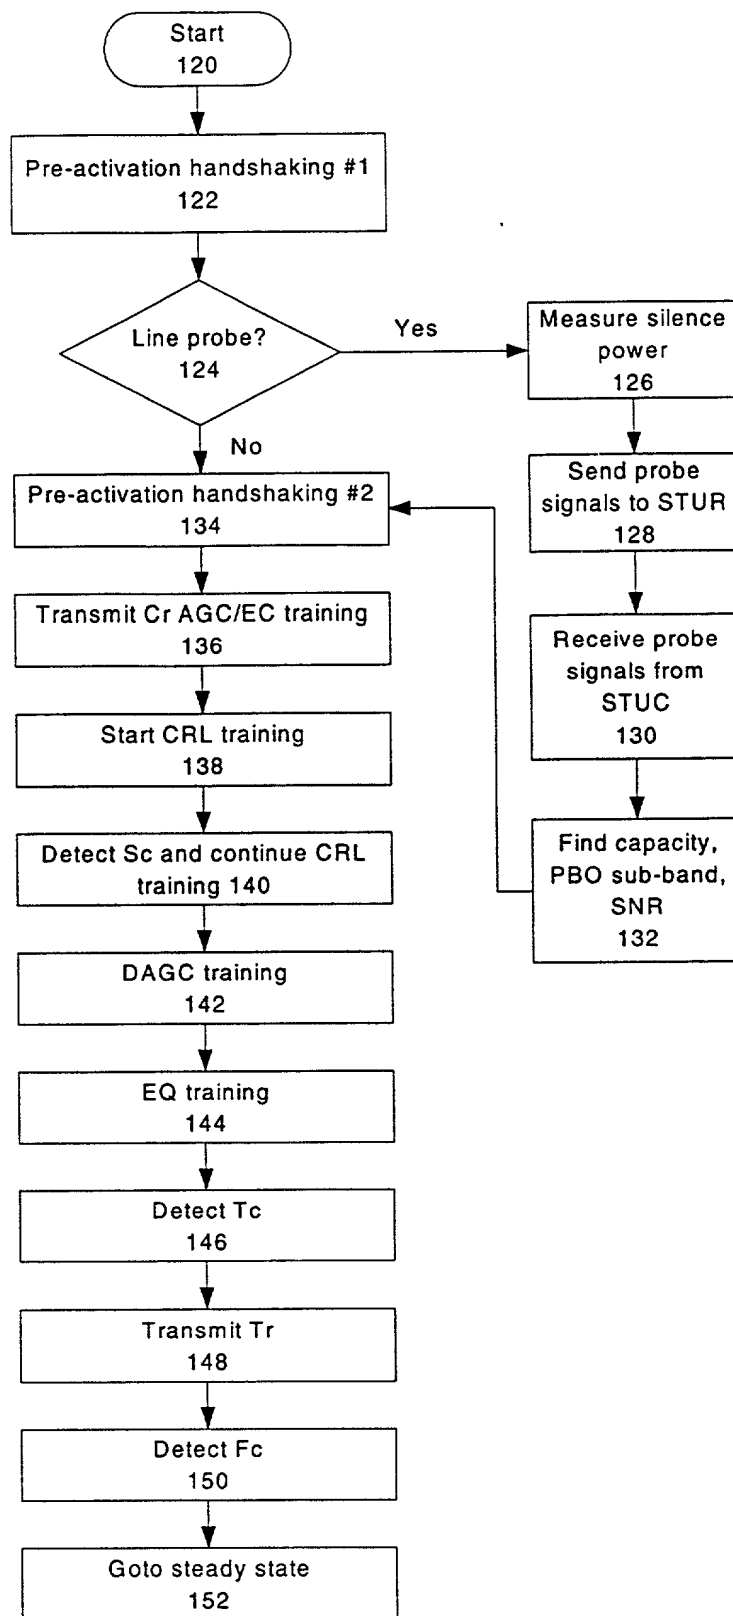 Start
120
Pre-activation handshaking #1
122
Line probe?
124
Yes
No
Measure silence
power
126
Send probe
signals to STUR
128
Receive probe
signals from
STUC
130
Find capacity,
PBO sub-band,
SNR
132
Pre-activation handshaking #2
134
Transmit Cr AGC/EC training
136
Start CRL training
138
Detect Sc and continue CRL
training 140
DAGC training
142
EQ training
144
Detect Tc
146
Transmit Tr
148
Detect Fc
150
Goto steady state
152